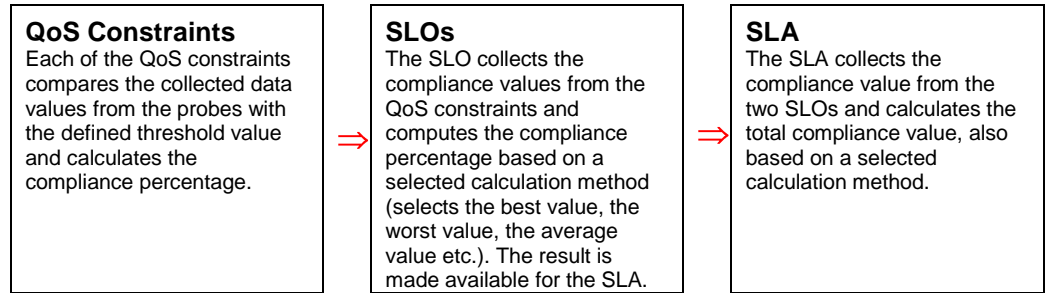 QoS Constraints
Each of the QoS constraints
compares the collected data
values from the probes with
the defined threshold value
and calculates the
compliance percentage.
⇒
SLOs
The SLO collects the
compliance values from the
QoS constraints and
computes the compliance
percentage based on a
selected calculation method
(selects the best value, the
worst value, the average
value etc.). The result is
made available for the SLA.
⇒
SLA
The SLA collects the
compliance value from the
two SLOs and calculates the
total compliance value, also
based on a selected
calculation method.